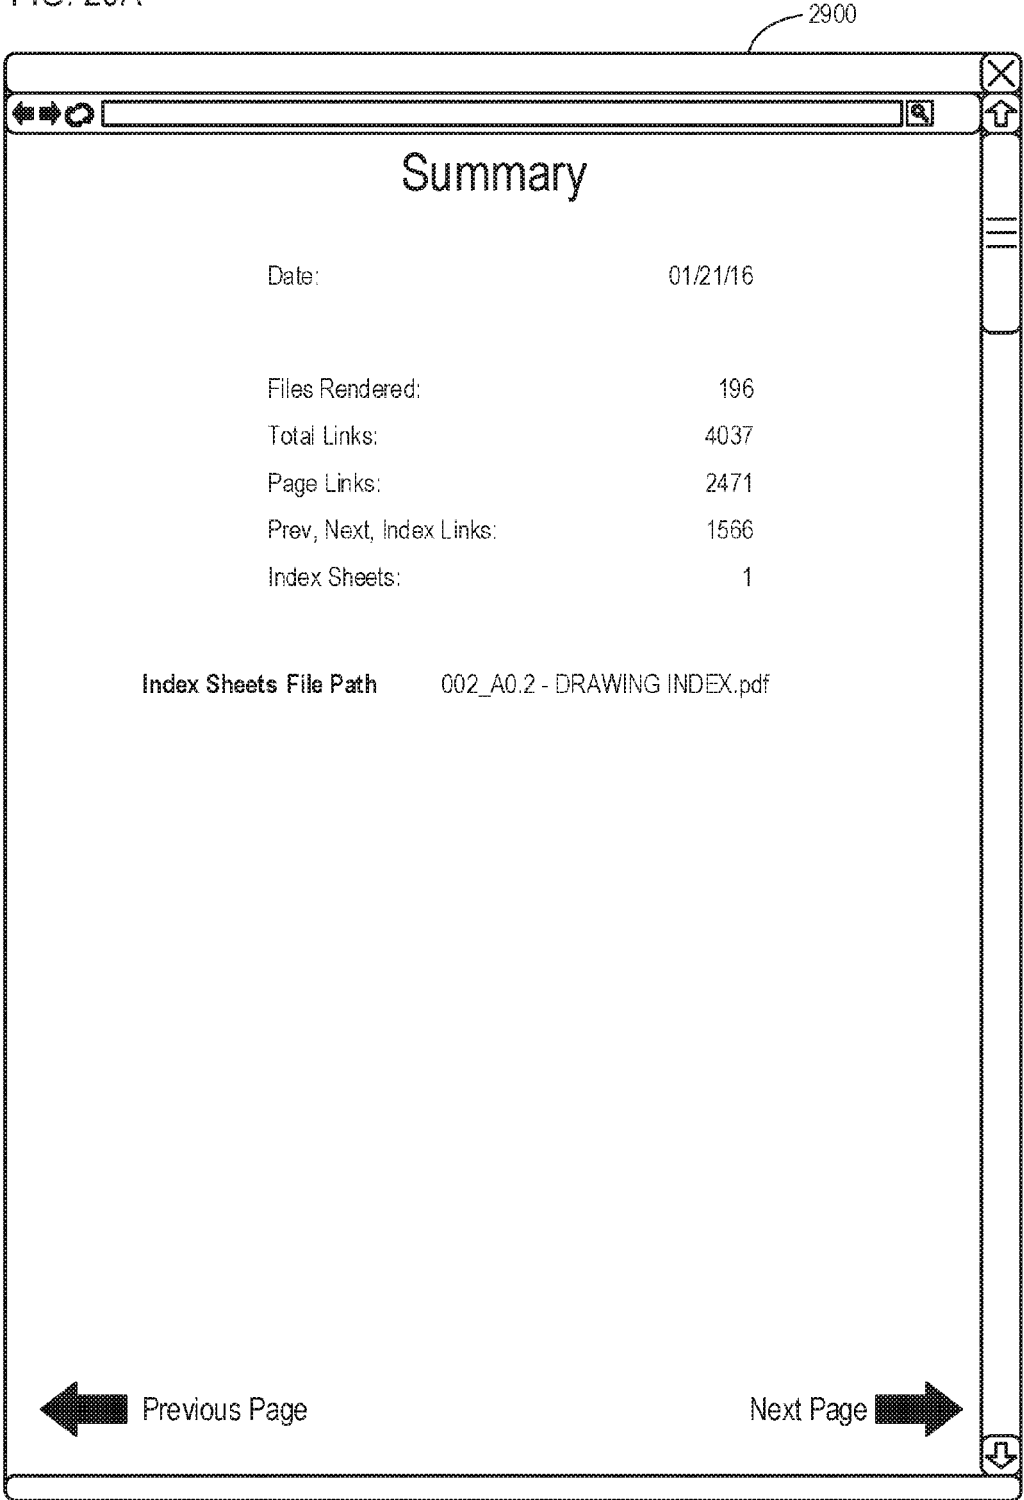 2900
Summary
Date: 01/21/16
Files Rendered: 196
Total Links: 4037
Page Links: 2471
Prev, Next, Index Links: 1566
Index Sheets: 1
Index Sheets File Path 002_A0.2 - DRAWING INDEX.pdf
Previous Page Next Page